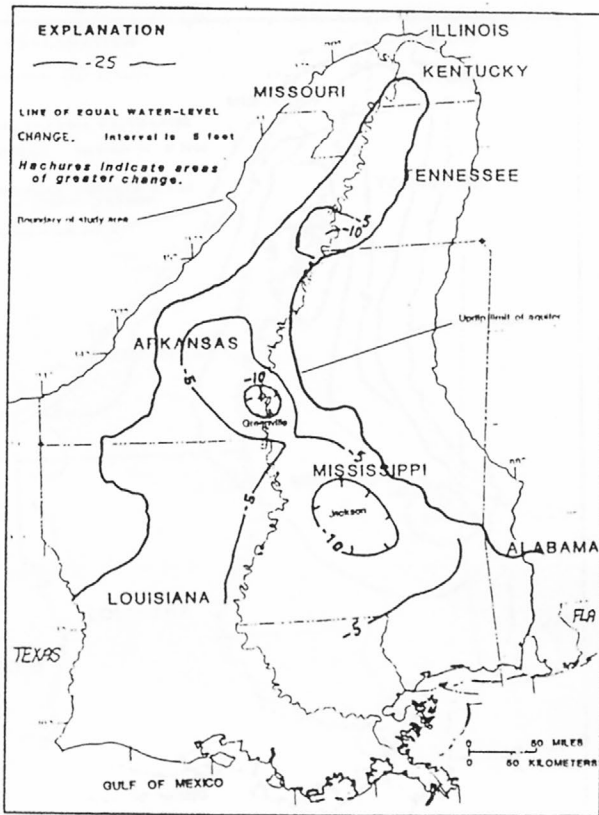 EXPLANATION
-25
LINE OF EQUAL WATER-LEVEL
CHANGE. Interval is 5 feet
Hachures indicate areas
of greater change.
Boundary of study area
ILLINOIS
KENTUCKY
MISSOURI
TENNESSEE
-5
-10
Updip limit of aquifer
ARKANSAS
-5
-10
Greenville
-5
MISSISSIPPI
-5
Jackson
-10
ALABAMA
LOUISIANA
-5
FLA
TEXAS
0 50 MILES
0 50 KILOMETERS
GULF OF MEXICO